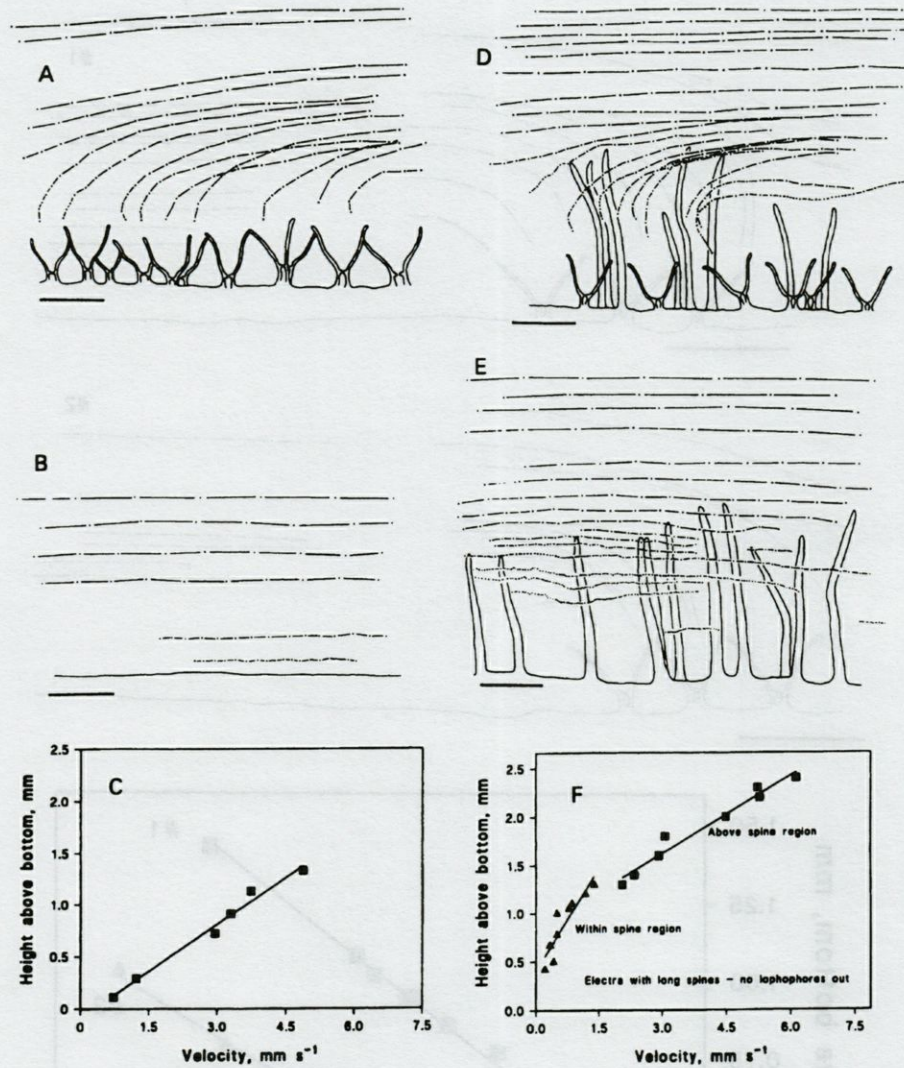 A
D
E
B
C
2.5
2.0
1.5
1.0
0.5
0
0
1.5
3.0
4.5
6.0
7.5
Height above bottom, mm
Velocity, mm s⁻¹
F
2.5
2.0
1.5
1.0
0.5
0.0
0.0
1.5
3.0
4.5
6.0
7.5
Height above bottom, mm
Velocity, mm s⁻¹
Above spine region
Within spine region
Electra with long spines – no lophophores out